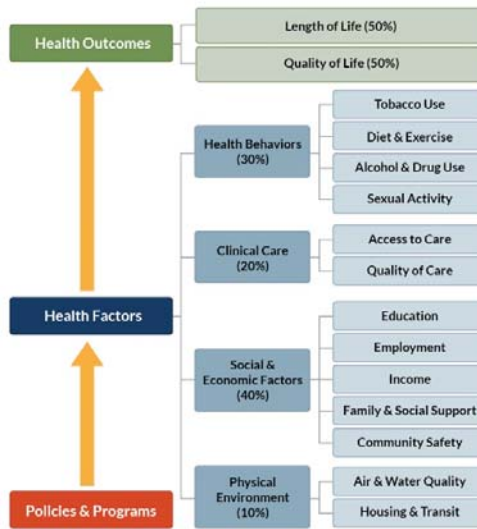 Health Outcomes
Length of Life (50%)
Quality of Life (50%)
Health Factors
Health Behaviors
(30%)
Tobacco Use
Diet & Exercise
Alcohol & Drug Use
Sexual Activity
Clinical Care
(20%)
Access to Care
Quality of Care
Social &
Economic Factors
(40%)
Education
Employment
Income
Family & Social Support
Community Safety
Physical
Environment
(10%)
Air & Water Quality
Housing & Transit
Policies & Programs